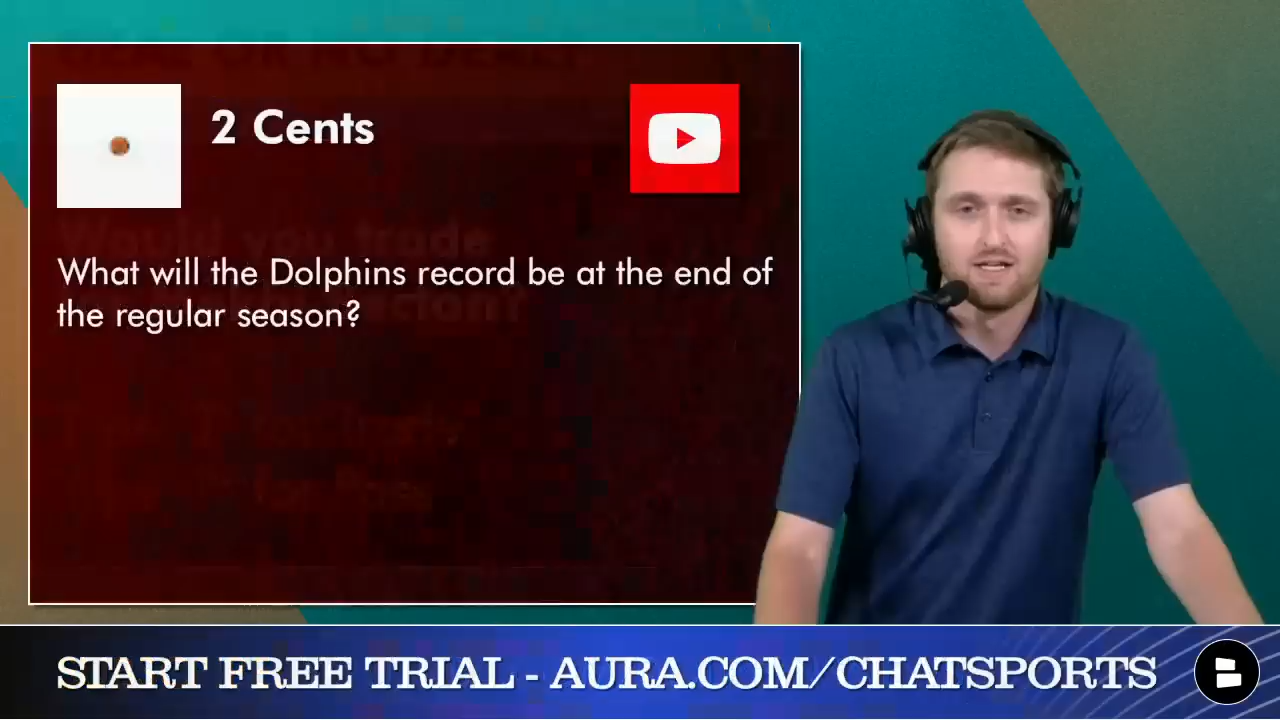 2 Cents
What will the Dolphins record be at the end of
the regular season?
START FREE TRIAL - AURA.COM/CHATSPORTS